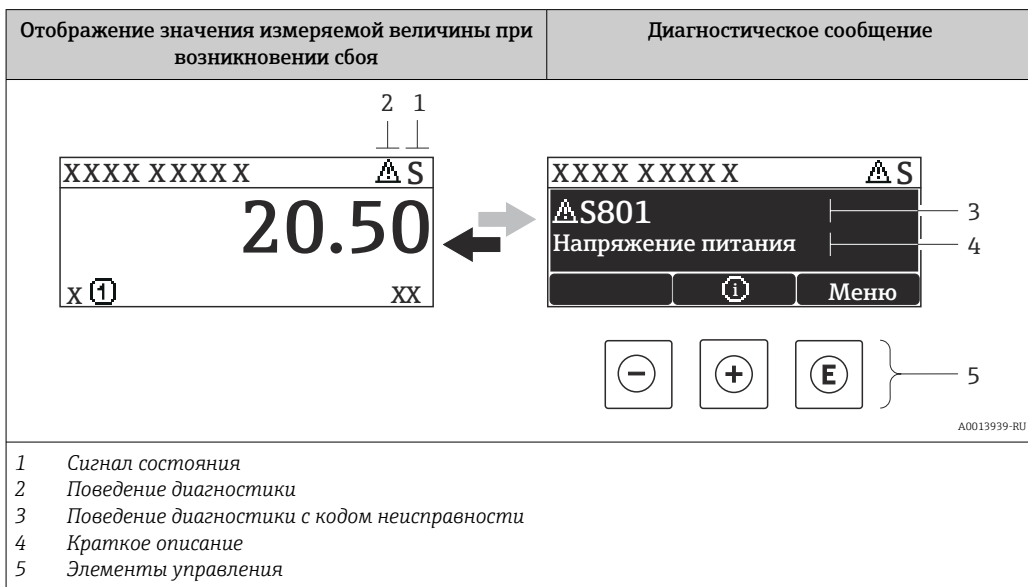 Отображение значения измеряемой величины при возникновении сбоя
Диагностическое сообщение
2 1
XXXX XXXXX ⚠ S
20.50
X 1 XX
XXXX XXXXX ⚠ S
⚠S801
Напряжение питания
i Меню
3
4
− + E
5
A0013939-RU
1 Сигнал состояния
2 Поведение диагностики
3 Поведение диагностики с кодом неисправности
4 Краткое описание
5 Элементы управления